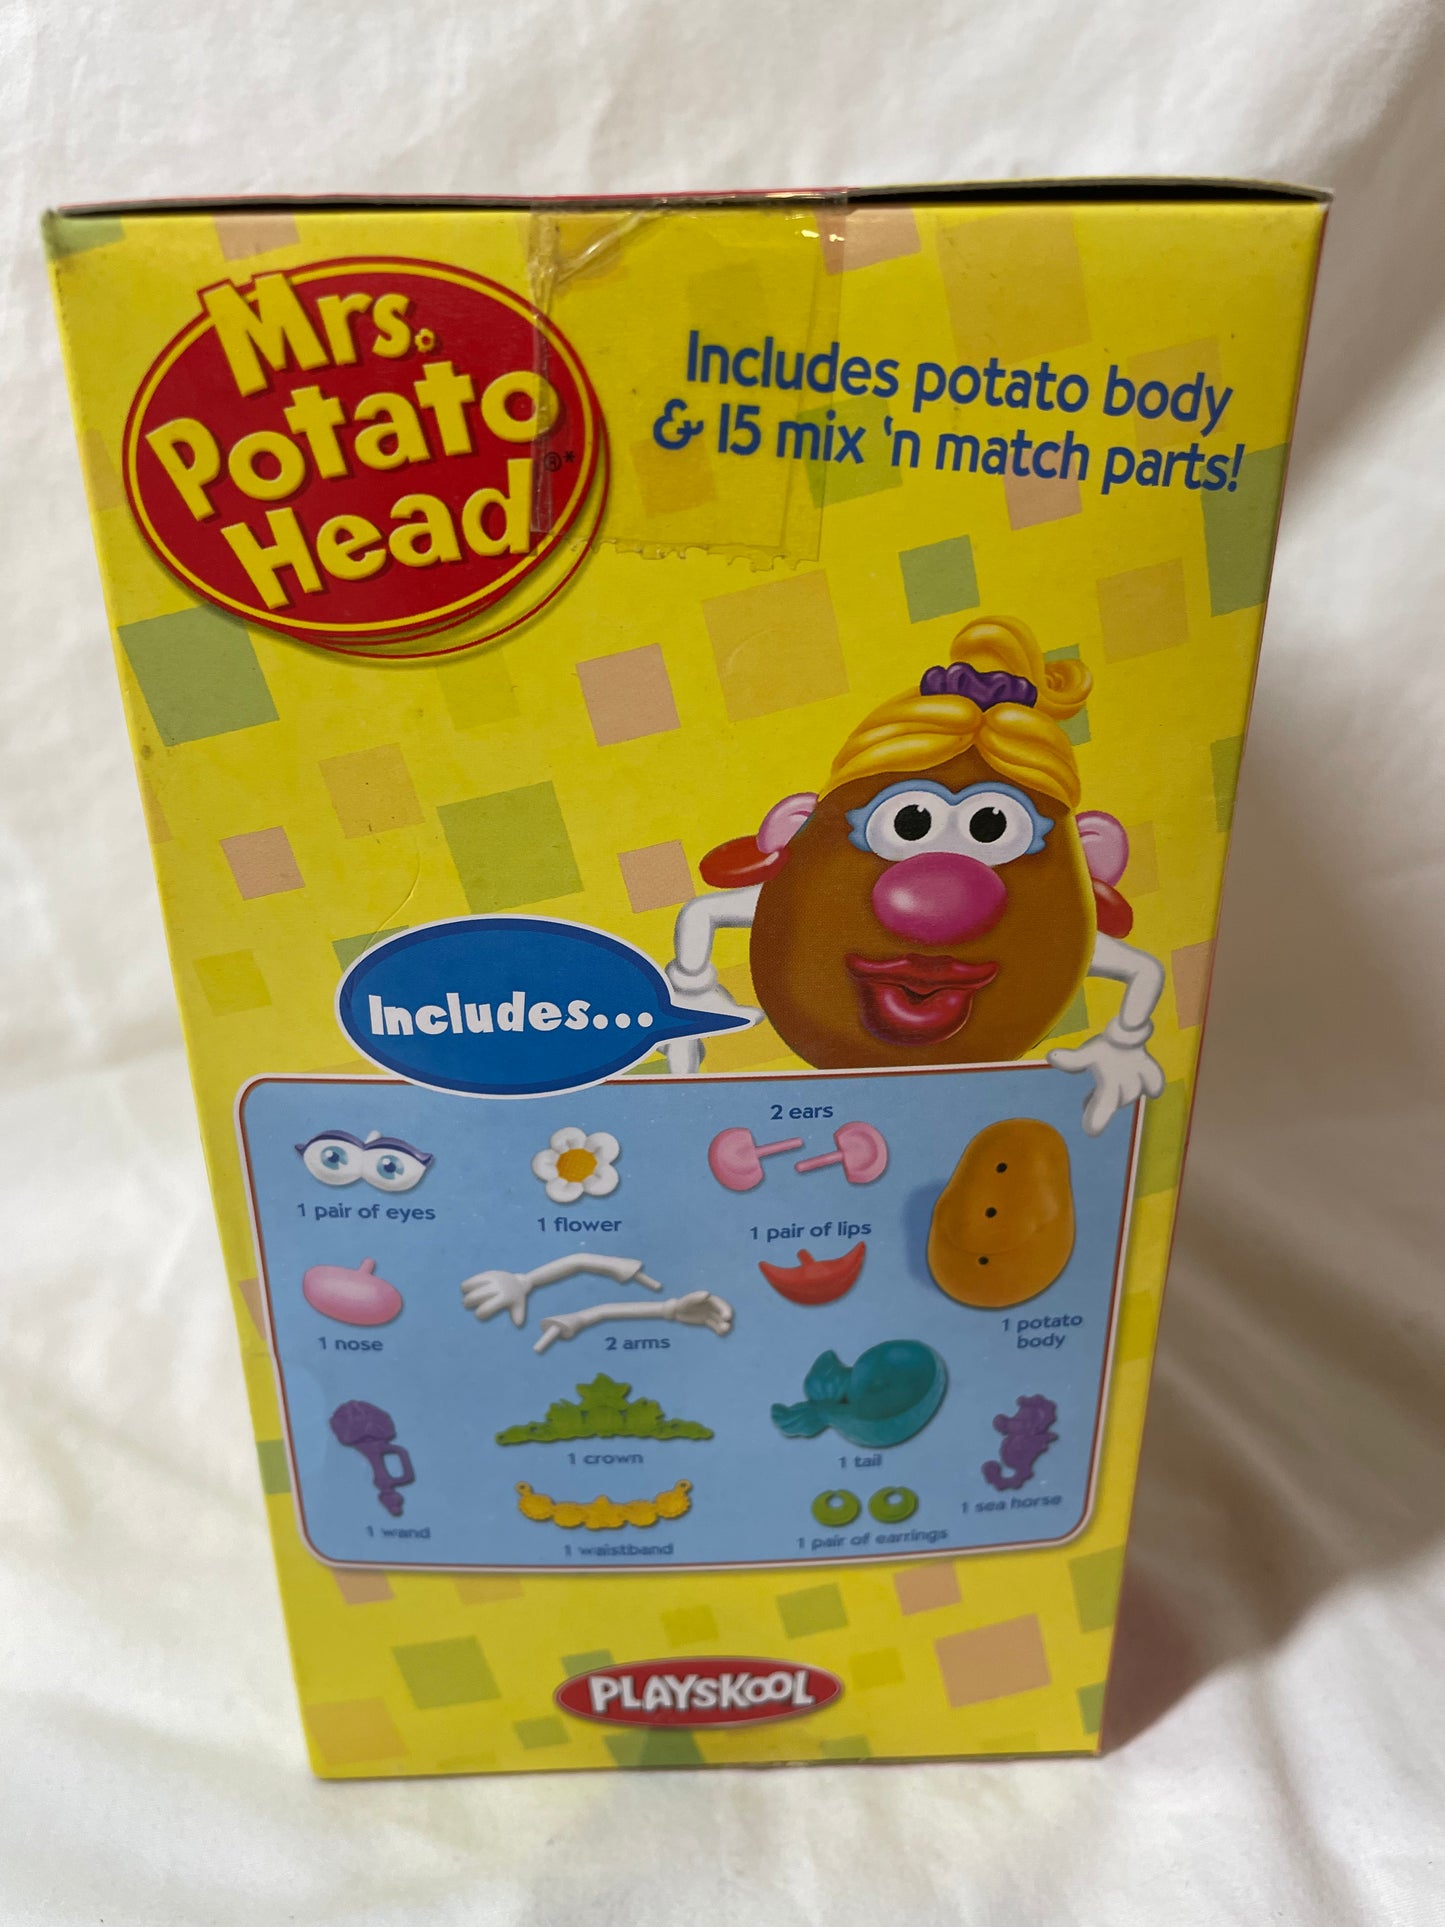 Mrs.
Potato
Head®*
Includes potato body
& 15 mix 'n match parts!
Includes...
1 pair of eyes
1 flower
2 ears
1 pair of lips
1 nose
2 arms
1 potato
body
1 wand
1 crown
1 waistband
1 tail
1 pair of earrings
1 sea horse
PLAYSKOOL